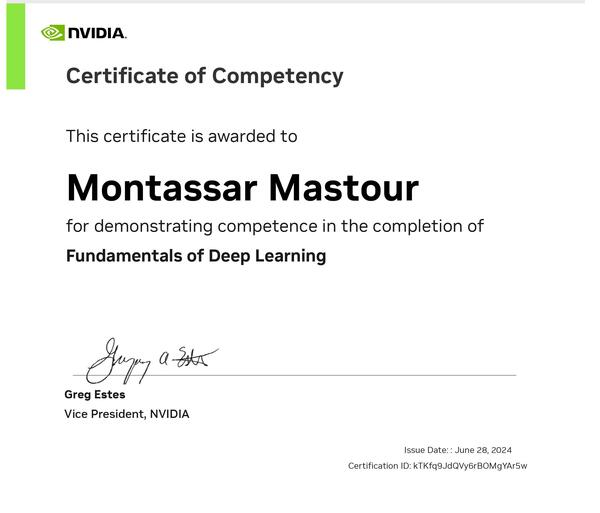 NVIDIA.
Certificate of Competency
This certificate is awarded to
Montassar Mastour
for demonstrating competence in the completion of
Fundamentals of Deep Learning
Gregory A Estes
Greg Estes
Vice President, NVIDIA
Issue Date: : June 28, 2024
Certification ID: kTKfq9JdQVy6rBOMgYAr5w